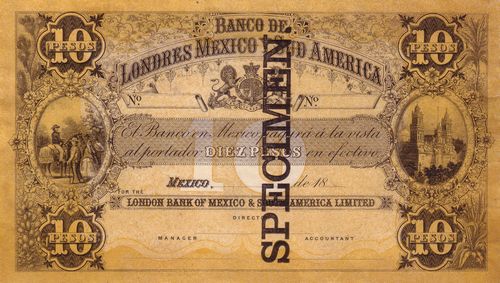 10 PESOS
BANCO DE
10 PESOS
LONDRES MEXICO Y SUD AMERICA
No
No
El Banco en Mexico pagará á la vista
al portador DIEZ PESOS en efectivo.
10
MEXICO, de 18
FOR THE
LONDON BANK OF MEXICO & SOUTH AMERICA LIMITED
DIRECTOR
MANAGER
ACCOUNTANT
10 PESOS
10 PESOS
SPECIMEN.